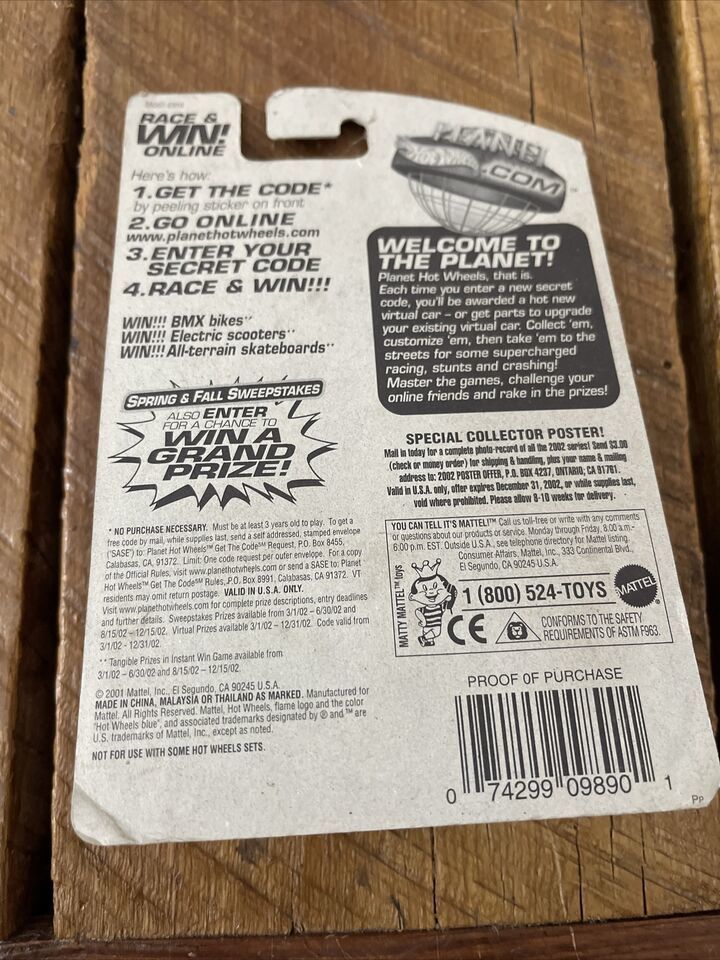 RACE &
WIN!
ONLINE
Here's how:
1. GET THE CODE*
by peeling sticker on front
2. GO ONLINE
www.planethotwheels.com
3. ENTER YOUR
SECRET CODE
4. RACE & WIN!!!
WIN!!! BMX bikes**
WIN!!! Electric scooters**
WIN!!! All-terrain skateboards**
SPRING & FALL SWEEPSTAKES
ALSO ENTER
FOR A CHANCE TO
WIN A
GRAND
PRIZE!
* NO PURCHASE NECESSARY. Must be at least 3 years old to play. To get a
free code by mail, while supplies last, send a self addressed, stamped envelope
("SASE") to: Planet Hot Wheels™ Get The Code℠ Request, P.O. Box 8455,
Calabasas, CA, 91372. Limit: One code request per outer envelope. For a copy
of the Official Rules, visit www.planethotwheels.com or send a SASE to: Planet
Hot Wheels™ Get The Code℠ Rules, P.O. Box 8991, Calabasas, CA 91372. VT
residents may omit return postage. VALID IN U.S.A. ONLY.
Visit www.planethotwheels.com for complete prize descriptions, entry deadlines
and further details. Sweepstakes Prizes available from 3/1/02 – 6/30/02 and
8/15/02 –12/15/02. Virtual Prizes available 3/1/02 – 12/31/02. Code valid from
3/1/02 - 12/31/02.
** Tangible Prizes in Instant Win Game available from
3/1/02 – 6/30/02 and 8/15/02 – 12/15/02.
© 2001 Mattel, Inc., El Segundo, CA 90245 U.S.A.
MADE IN CHINA, MALAYSIA OR THAILAND AS MARKED. Manufactured for
Mattel. All Rights Reserved. Mattel, Hot Wheels, flame logo and the color
"Hot Wheels blue", and associated trademarks designated by ® and ™ are
U.S. trademarks of Mattel, Inc., except as noted.
NOT FOR USE WITH SOME HOT WHEELS SETS.
PLANET
HOT WHEELS
.COM™
WELCOME TO
THE PLANET!
Planet Hot Wheels, that is.
Each time you enter a new secret
code, you'll be awarded a hot new
virtual car – or get parts to upgrade
your existing virtual car. Collect 'em,
customize 'em, then take 'em to the
streets for some supercharged
racing, stunts and crashing!
Master the games, challenge your
online friends and rake in the prizes!
SPECIAL COLLECTOR POSTER!
Mail in today for a complete photo-record of all the 2002 series! Send $3.00
(check or money order) for shipping & handling, plus your name & mailing
address to: 2002 POSTER OFFER, P.O. BOX 4237, ONTARIO, CA 91761.
Valid in U.S.A. only, offer expires December 31, 2002, or while supplies last,
void where prohibited. Please allow 8-10 weeks for delivery.
YOU CAN TELL IT'S MATTEL!™ Call us toll-free or write with any comments
or questions about our products or service. Monday through Friday, 8:00 a.m.-
6:00 p.m. EST. Outside U.S.A., see telephone directory for Mattel listing.
Consumer Affairs, Mattel, Inc., 333 Continental Blvd.,
El Segundo, CA 90245 U.S.A.
MATTY MATTEL™ toys
1 (800) 524-TOYS
MATTEL®
CE
CONFORMS TO THE SAFETY
REQUIREMENTS OF ASTM F963.
PROOF OF PURCHASE
0 74299 09890 1
Pp